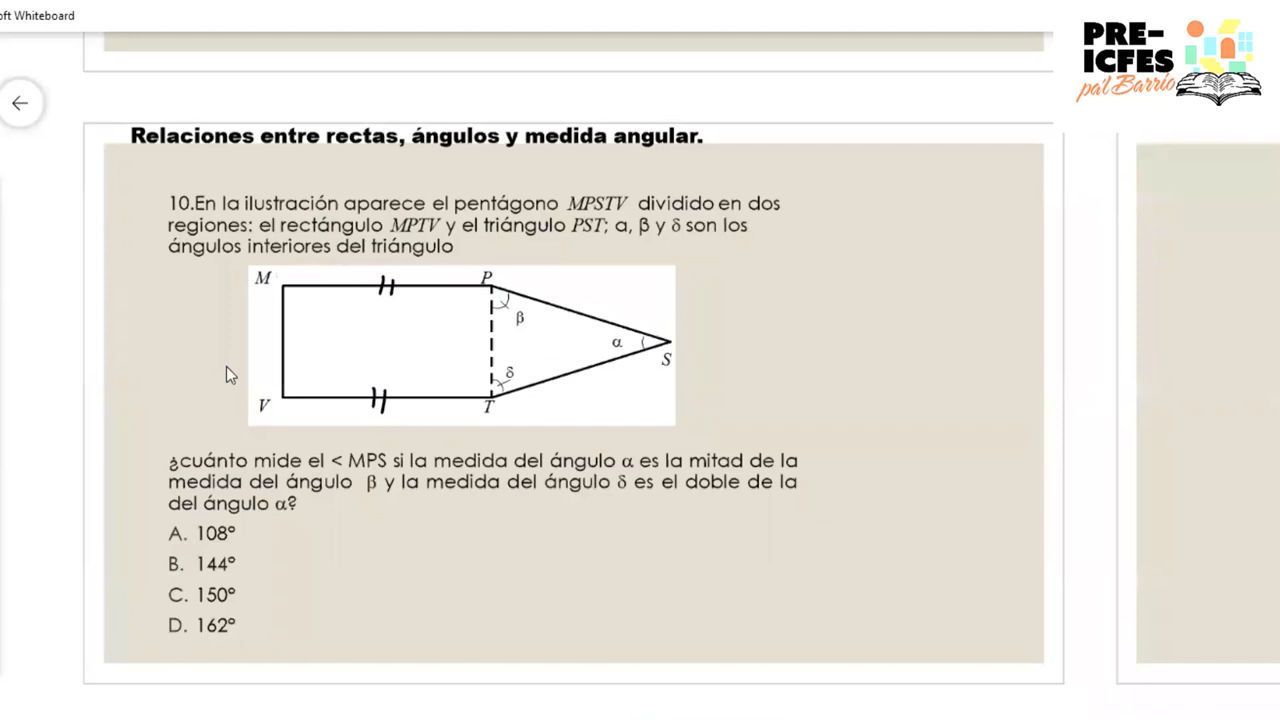 oft Whiteboard
PRE-
ICFES
pa'l Barrio
Relaciones entre rectas, ángulos y medida angular.
10.En la ilustración aparece el pentágono MPSTV dividido en dos
regiones: el rectángulo MPTV y el triángulo PST; α, β y δ son los
ángulos interiores del triángulo
M P
β
α
S
δ
V T
¿cuánto mide el < MPS si la medida del ángulo α es la mitad de la
medida del ángulo β y la medida del ángulo δ es el doble de la
del ángulo α?
A. 108°
B. 144°
C. 150°
D. 162°